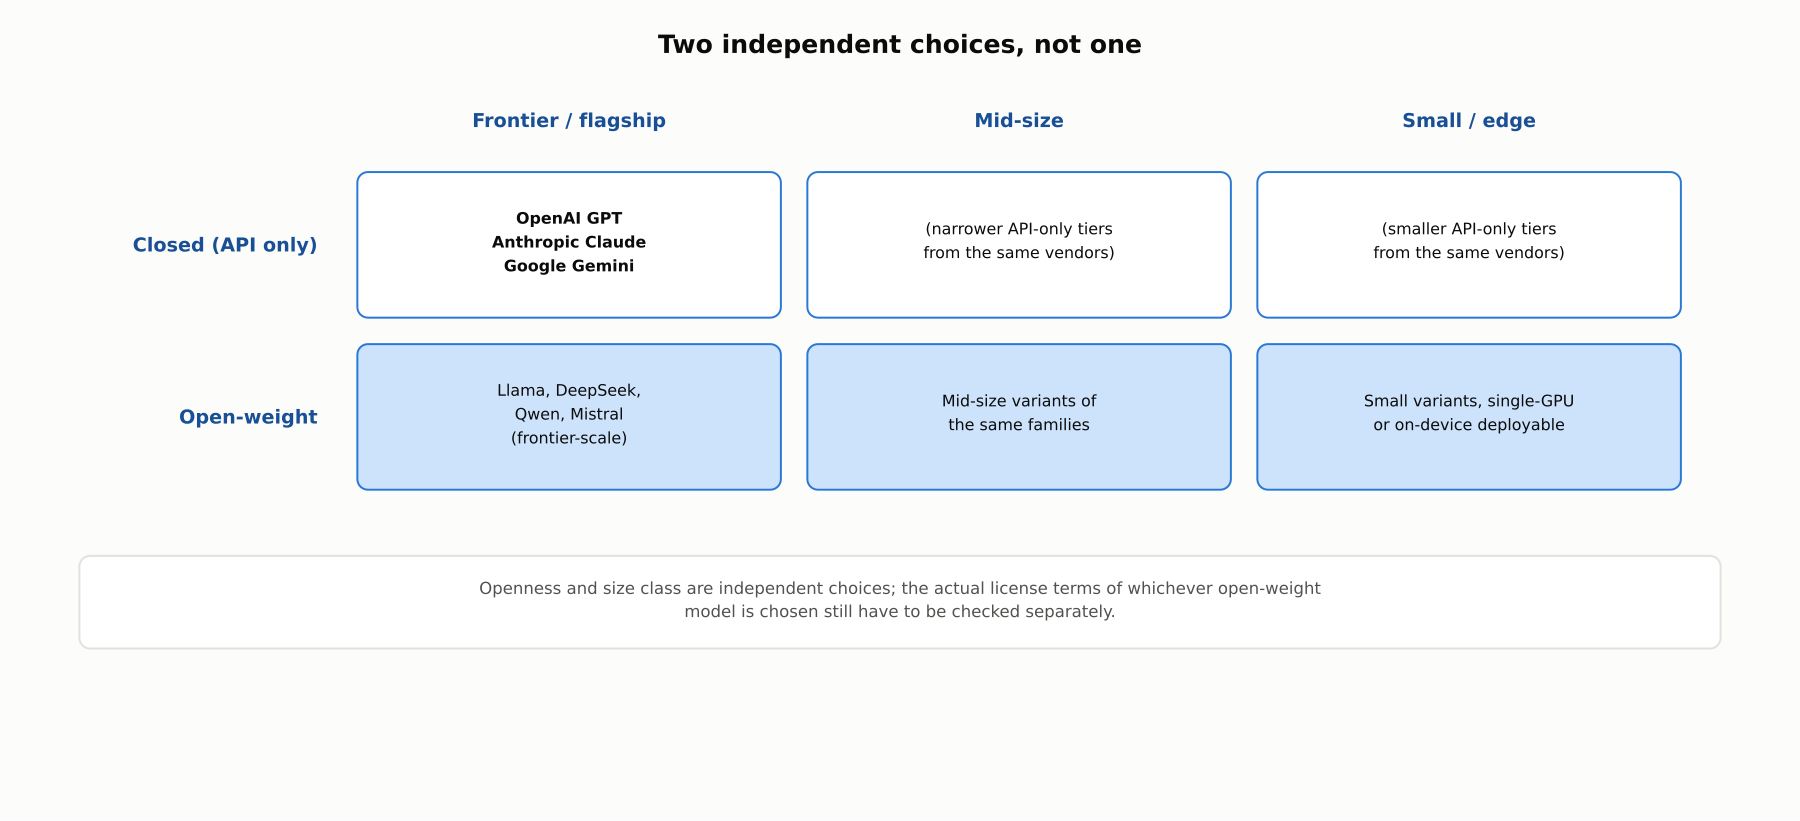 Two independent choices, not one
Frontier / flagship
Mid-size
Small / edge
Closed (API only)
OpenAI GPT
Anthropic Claude
Google Gemini
(narrower API-only tiers
from the same vendors)
(smaller API-only tiers
from the same vendors)
Open-weight
Llama, DeepSeek,
Qwen, Mistral
(frontier-scale)
Mid-size variants of
the same families
Small variants, single-GPU
or on-device deployable
Openness and size class are independent choices; the actual license terms of whichever open-weight
model is chosen still have to be checked separately.